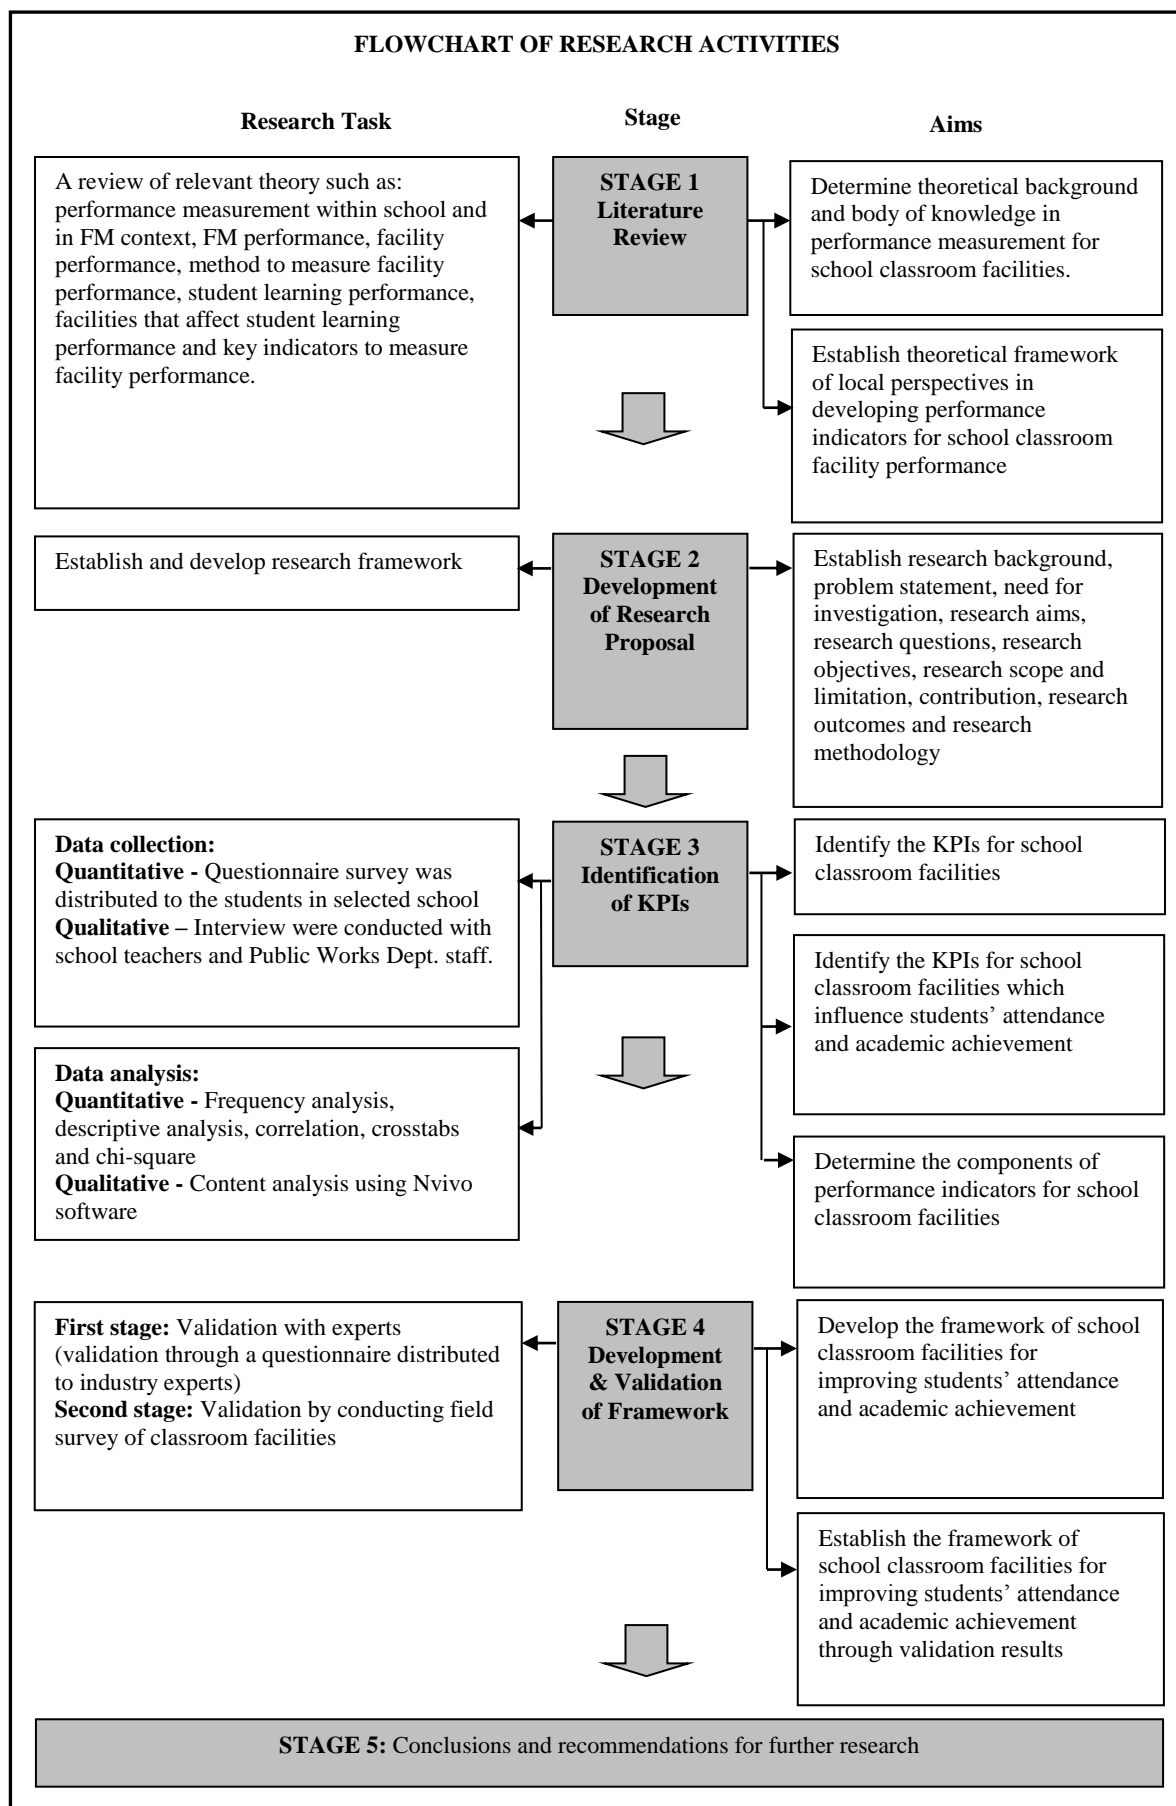 FLOWCHART OF RESEARCH ACTIVITIES
Research Task
Stage
Aims
A review of relevant theory such as:
performance measurement within school and
in FM context, FM performance, facility
performance, method to measure facility
performance, student learning performance,
facilities that affect student learning
performance and key indicators to measure
facility performance.
STAGE 1
Literature
Review
Determine theoretical background
and body of knowledge in
performance measurement for
school classroom facilities.
Establish theoretical framework
of local perspectives in
developing performance
indicators for school classroom
facility performance
Establish and develop research framework
STAGE 2
Development
of Research
Proposal
Establish research background,
problem statement, need for
investigation, research aims,
research questions, research
objectives, research scope and
limitation, contribution, research
outcomes and research
methodology
Data collection:
Quantitative - Questionnaire survey was
distributed to the students in selected school
Qualitative – Interview were conducted with
school teachers and Public Works Dept. staff.
Data analysis:
Quantitative - Frequency analysis,
descriptive analysis, correlation, crosstabs
and chi-square
Qualitative - Content analysis using Nvivo
software
STAGE 3
Identification
of KPIs
Identify the KPIs for school
classroom facilities
Identify the KPIs for school
classroom facilities which
influence students’ attendance
and academic achievement
Determine the components of
performance indicators for school
classroom facilities
First stage: Validation with experts
(validation through a questionnaire distributed
to industry experts)
Second stage: Validation by conducting field
survey of classroom facilities
STAGE 4
Development
& Validation
of Framework
Develop the framework of school
classroom facilities for
improving students’ attendance
and academic achievement
Establish the framework of
school classroom facilities for
improving students’ attendance
and academic achievement
through validation results
STAGE 5: Conclusions and recommendations for further research